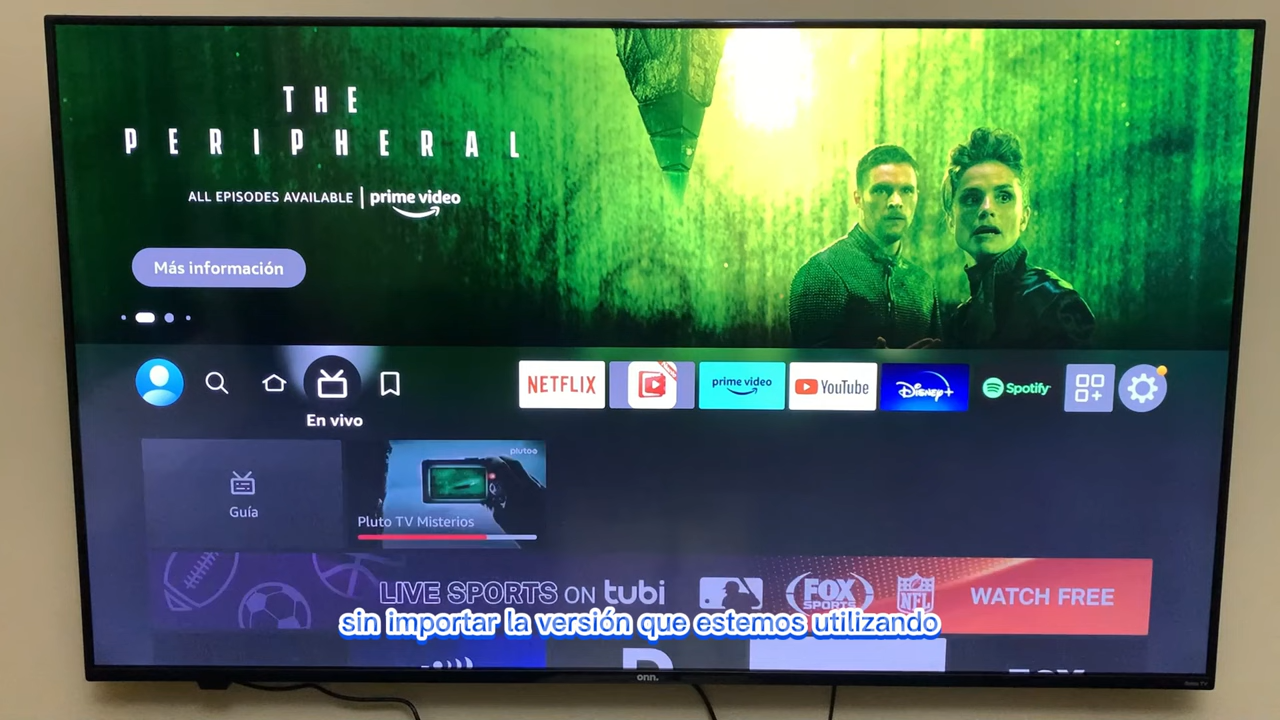 THE
PERIPHERAL
ALL EPISODES AVAILABLE | prime video
Más información
NETFLIX
prime video
YouTube
Disney+
Spotify
En vivo
Guía
pluto
Pluto TV Misterios
LIVE SPORTS ON tubi
FOX SPORTS
NFL
WATCH FREE
sin importar la versión que estemos utilizando
onn.
Roku TV